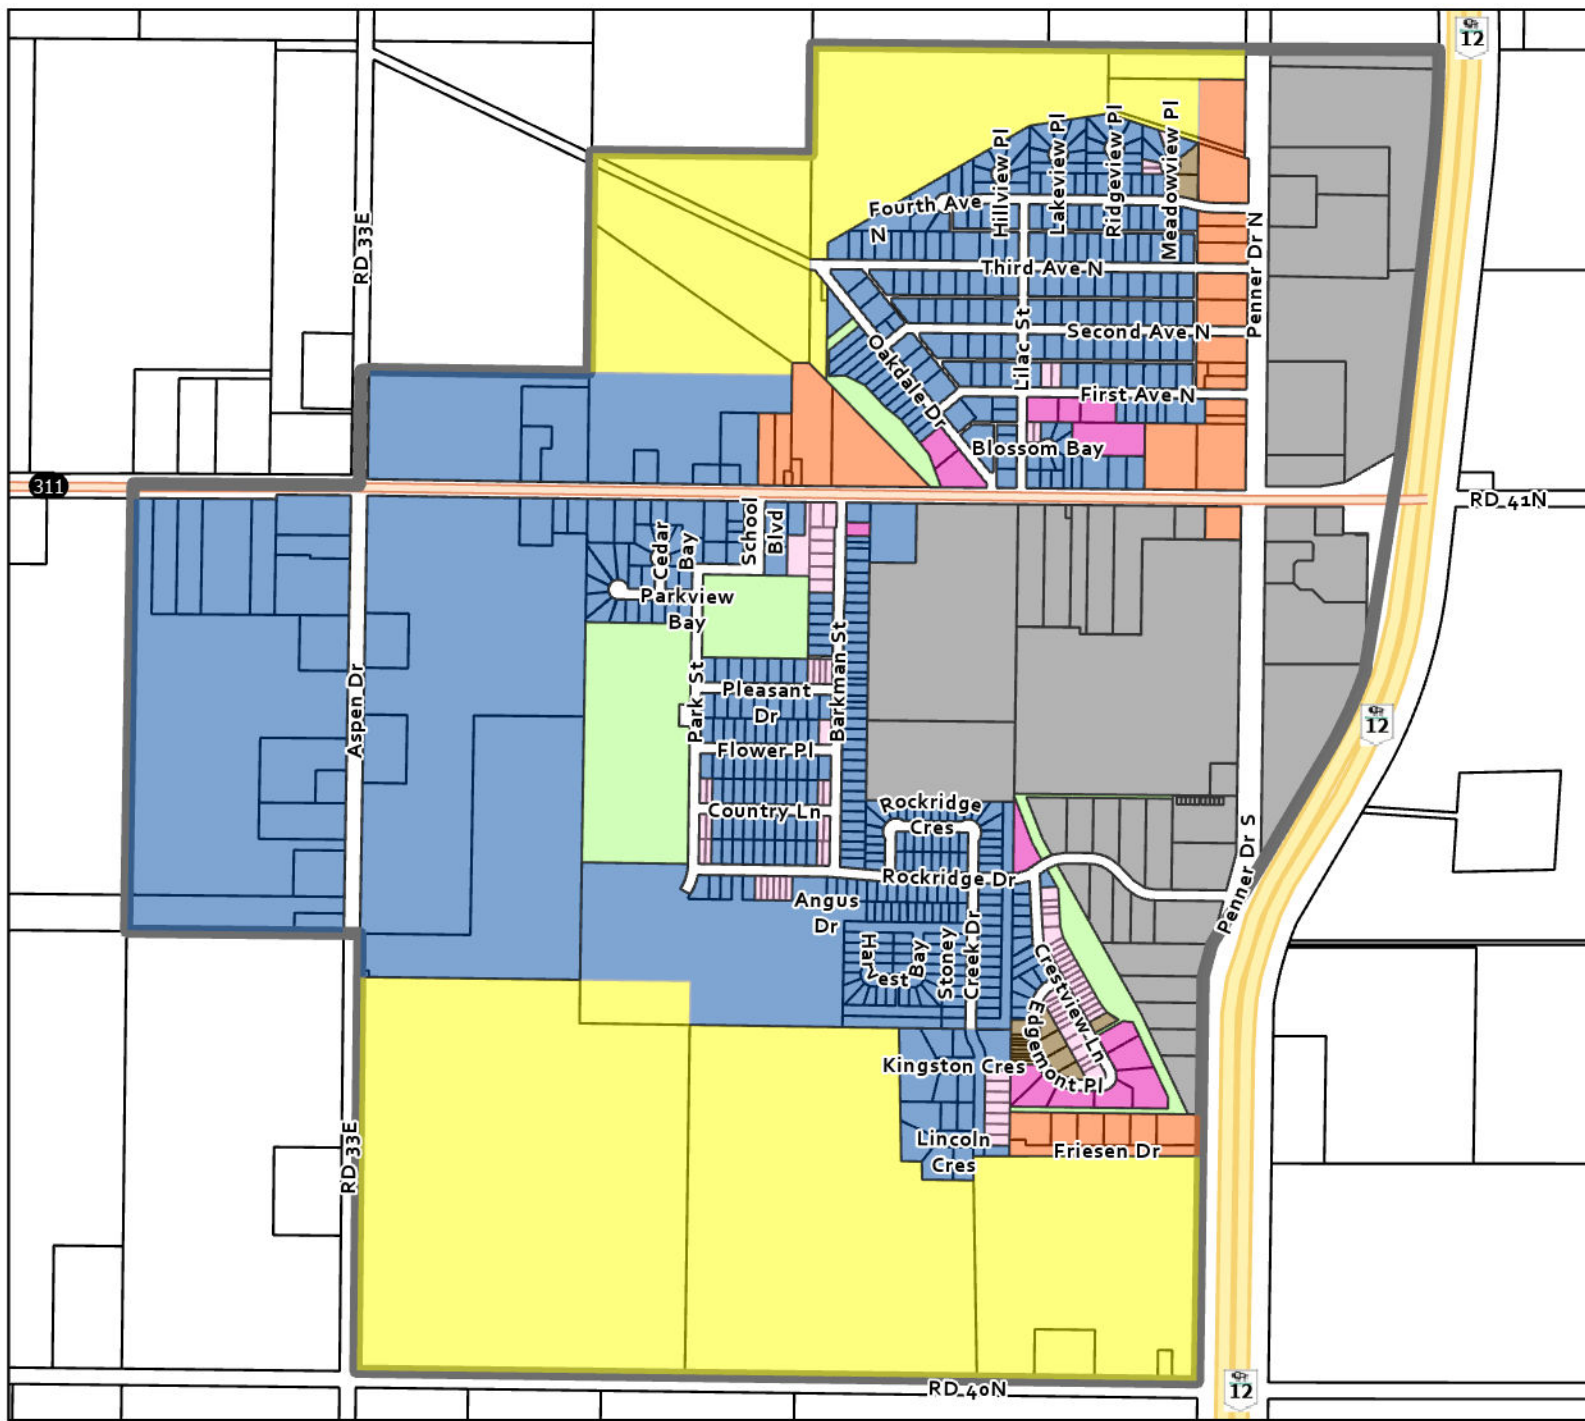 12
Hillview Pl
Lakeview Pl
Ridgeview Pl
Meadowview Pl
Fourth Ave
N
RD 33E
Penner Dr N
Third Ave N
Second Ave N
Lilac St
Oakdale Dr
First Ave N
Blossom Bay
311
RD 41N
School
Blvd
Cedar
Bay
Parkview
Bay
Barkman St
Park St
Pleasant
Dr
Aspen Dr
12
Flower Pl
Rockridge
Cres
Country Ln
Penner Dr S
Rockridge Dr
Angus
Dr
Harvest
Bay
Stoney
Creek Dr
Crestview Ln
Edgemont Pl
Kingston Cres
Lincoln
Cres
Friesen Dr
RD 33E
RD 40N
12